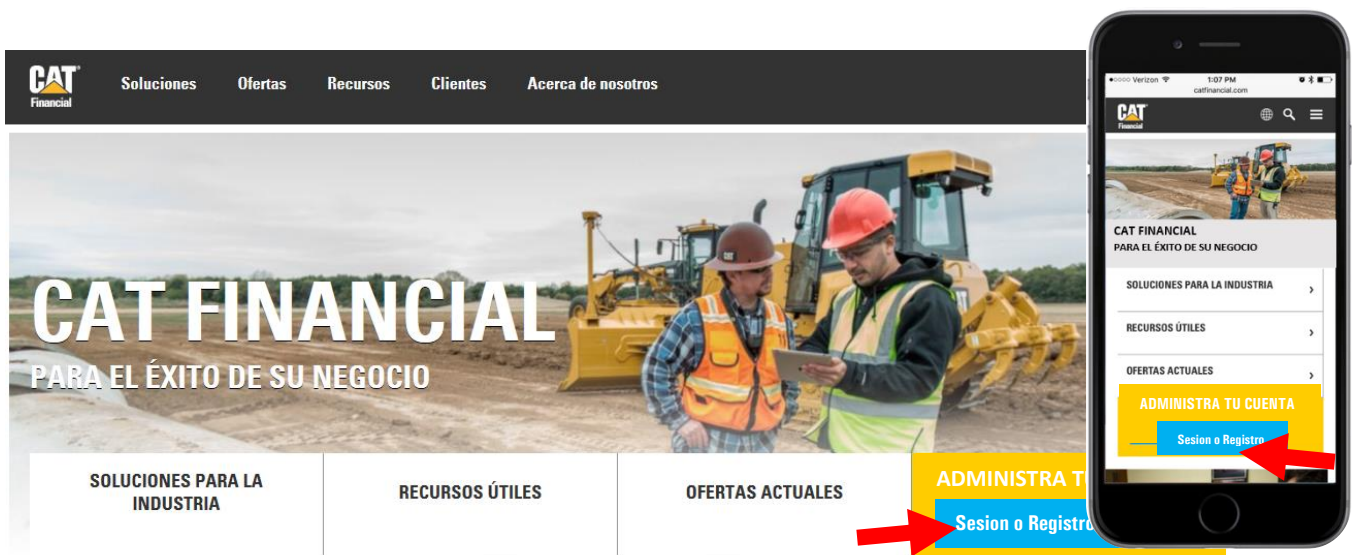 CAT
Financial
Soluciones
Ofertas
Recursos
Clientes
Acerca de nosotros
CAT FINANCIAL
PARA EL ÉXITO DE SU NEGOCIO
SOLUCIONES PARA LA
INDUSTRIA
RECURSOS ÚTILES
OFERTAS ACTUALES
ADMINISTRA T
Sesion o Registro
Verizon
1:07 PM
catfinancial.com
CAT
Financial
CAT FINANCIAL
PARA EL ÉXITO DE SU NEGOCIO
SOLUCIONES PARA LA INDUSTRIA
RECURSOS ÚTILES
OFERTAS ACTUALES
ADMINISTRA TU CUENTA
Sesion o Registro